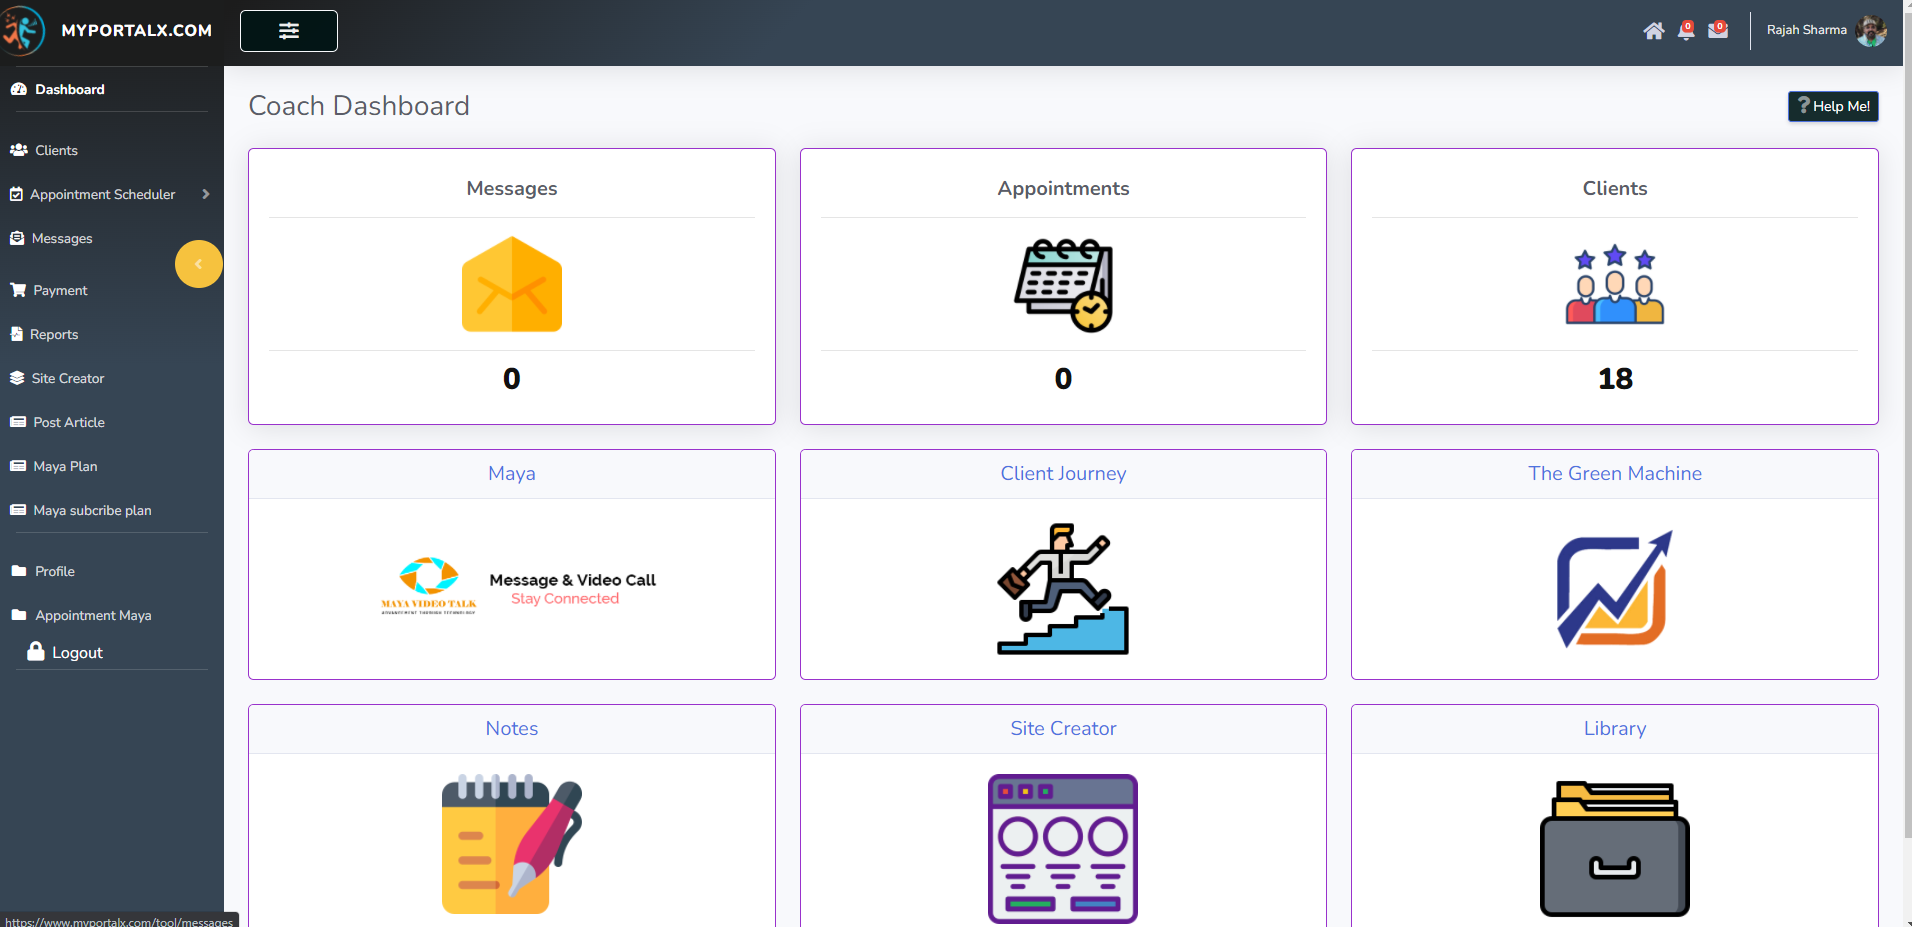 MYPORTALX.COM
0
0
Rajah Sharma
Dashboard
Clients
Appointment Scheduler
Messages
Payment
Reports
Site Creator
Post Article
Maya Plan
Maya subcribe plan
Profile
Appointment Maya
Logout
Coach Dashboard
? Help Me!
Messages
0
Appointments
0
Clients
18
Maya
MAYA VIDEO TALK
ADVANCEMENT THROUGH TECHNOLOGY
Message & Video Call
Stay Connected
Client Journey
The Green Machine
Notes
Site Creator
Library
https://www.myportalx.com/tool/messages